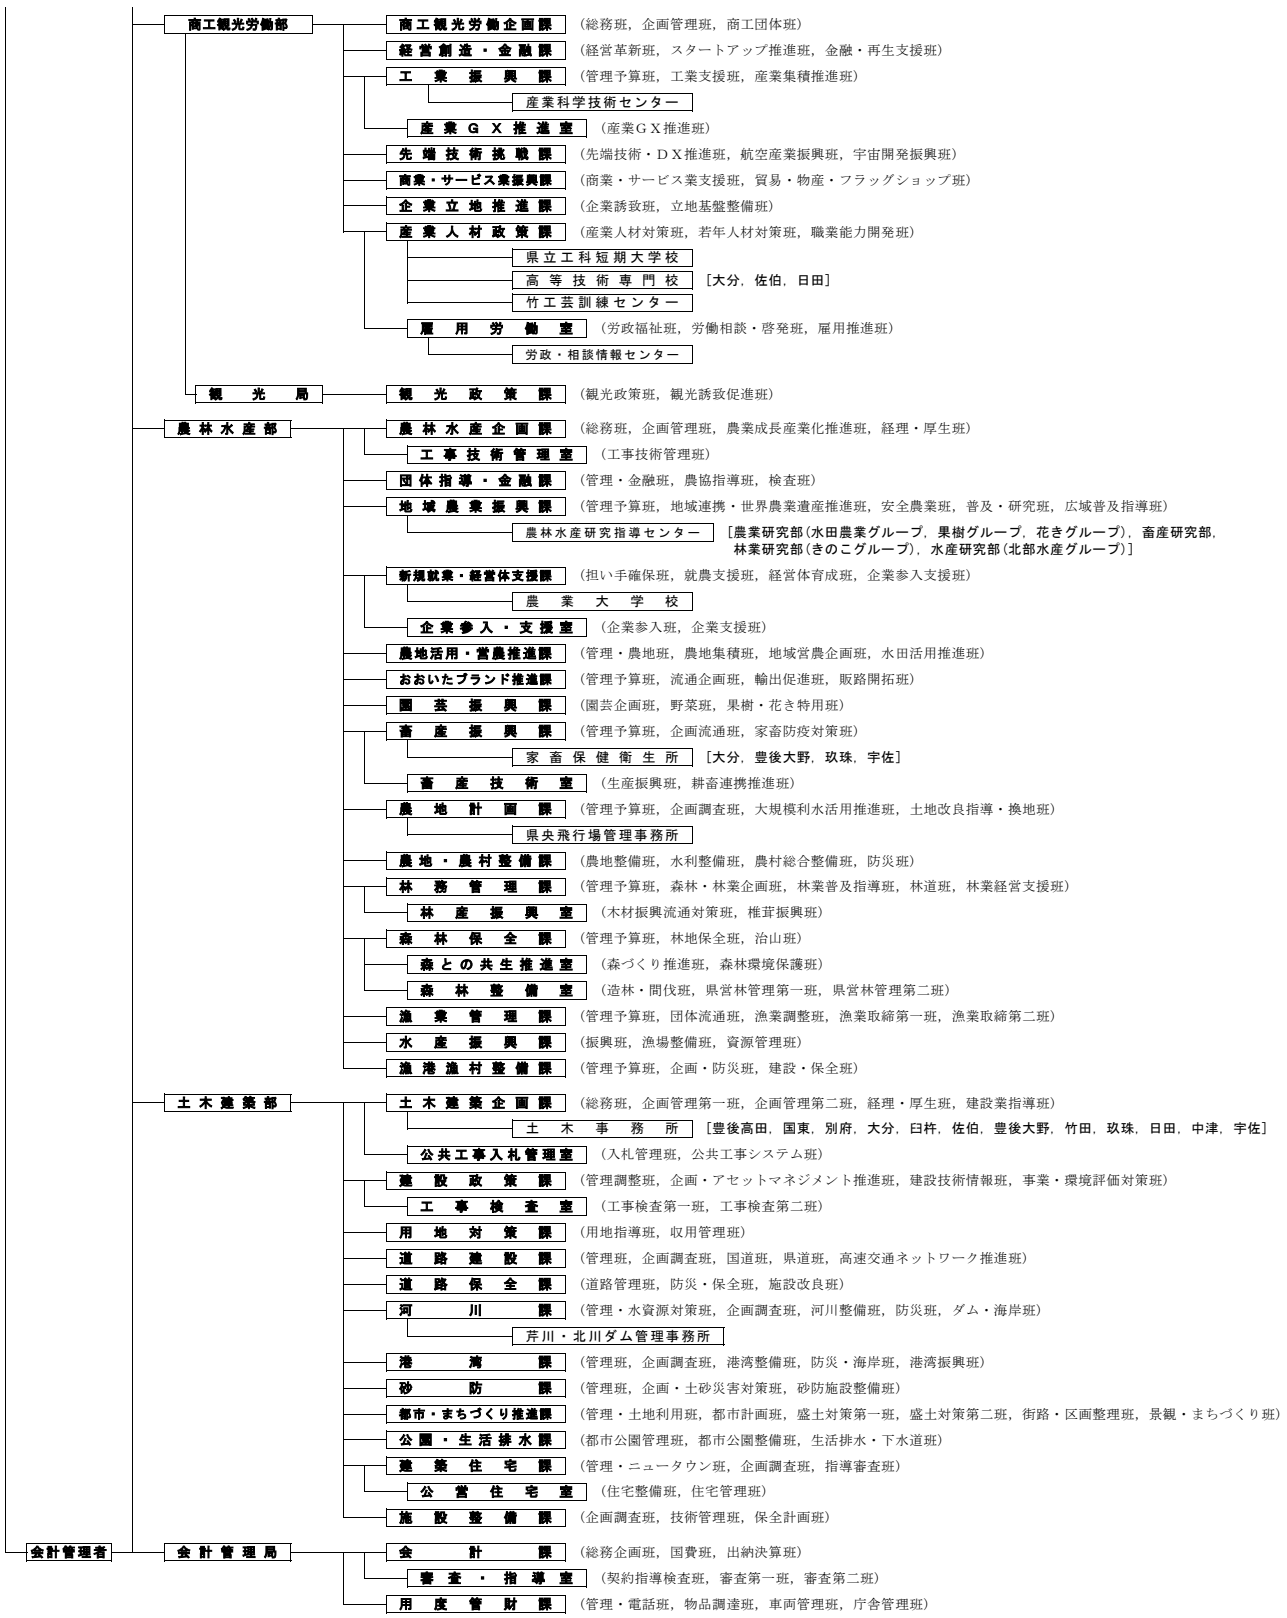 商工観光労働部 商工観光労働企画課 (総務班，企画管理班，商工団体班)
経営創造・金融課 (経営革新班，スタートアップ推進班，金融・再生支援班)
工業振興課 (管理予算班，工業支援班，産業集積推進班)
産業科学技術センター
産業ＧＸ推進室 (産業ＧＸ推進班)
先端技術挑戦課 (先端技術・ＤＸ推進班，航空産業振興班，宇宙開発振興班)
商業・サービス業振興課 (商業・サービス業支援班，貿易・物産・フラッグショップ班)
企業立地推進課 (企業誘致班，立地基盤整備班)
産業人材政策課 (産業人材対策班，若年人材対策班，職業能力開発班)
県立工科短期大学校
高等技術専門校 [大分，佐伯，日田]
竹工芸訓練センター
雇用労働室 (労政福祉班，労働相談・啓発班，雇用推進班)
労政・相談情報センター
観光局 観光政策課 (観光政策班，観光誘致促進班)
農林水産部 農林水産企画課 (総務班，企画管理班，農業成長産業化推進班，経理・厚生班)
工事技術管理室 (工事技術管理班)
団体指導・金融課 (管理・金融班，農協指導班，検査班)
地域農業振興課 (管理予算班，地域連携・世界農業遺産推進班，安全農業班，普及・研究班，広域普及指導班)
農林水産研究指導センター [農業研究部(水田農業グループ，果樹グループ，花きグループ)，畜産研究部，
林業研究部(きのこグループ)，水産研究部(北部水産グループ)]
新規就業・経営体支援課 (担い手確保班，就農支援班，経営体育成班，企業参入支援班)
農業大学校
企業参入・支援室 (企業参入班，企業支援班)
農地活用・営農推進課 (管理・農地班，農地集積班，地域営農企画班，水田活用推進班)
おおいたブランド推進課 (管理予算班，流通企画班，輸出促進班，販路開拓班)
園芸振興課 (園芸企画班，野菜班，果樹・花き特用班)
畜産振興課 (管理予算班，企画流通班，家畜防疫対策班)
家畜保健衛生所 [大分，豊後大野，玖珠，宇佐]
畜産技術室 (生産振興班，耕畜連携推進班)
農地計画課 (管理予算班，企画調査班，大規模利水活用推進班，土地改良指導・換地班)
県央飛行場管理事務所
農地・農村整備課 (農地整備班，水利整備班，農村総合整備班，防災班)
林務管理課 (管理予算班，森林・林業企画班，林業普及指導班，林道班，林業経営支援班)
林産振興室 (木材振興流通対策班，椎茸振興班)
森林保全課 (管理予算班，林地保全班，治山班)
森との共生推進室 (森づくり推進班，森林環境保護班)
森林整備室 (造林・間伐班，県営林管理第一班，県営林管理第二班)
漁業管理課 (管理予算班，団体流通班，漁業調整班，漁業取締第一班，漁業取締第二班)
水産振興課 (振興班，漁場整備班，資源管理班)
漁港漁村整備課 (管理予算班，企画・防災班，建設・保全班)
土木建築部 土木建築企画課 (総務班，企画管理第一班，企画管理第二班，経理・厚生班，建設業指導班)
土木事務所 [豊後高田，国東，別府，大分，臼杵，佐伯，豊後大野，竹田，玖珠，日田，中津，宇佐]
公共工事入札管理室 (入札管理班，公共工事システム班)
建設政策課 (管理調整班，企画・アセットマネジメント推進班，建設技術情報班，事業・環境評価対策班)
工事検査室 (工事検査第一班，工事検査第二班)
用地対策課 (用地指導班，収用管理班)
道路建設課 (管理班，企画調査班，国道班，県道班，高速交通ネットワーク推進班)
道路保全課 (道路管理班，防災・保全班，施設改良班)
河川課 (管理・水資源対策班，企画調査班，河川整備班，防災班，ダム・海岸班)
芹川・北川ダム管理事務所
港湾課 (管理班，企画調査班，港湾整備班，防災・海岸班，港湾振興班)
砂防課 (管理班，企画・土砂災害対策班，砂防施設整備班)
都市・まちづくり推進課 (管理・土地利用班，都市計画班，盛土対策第一班，盛土対策第二班，街路・区画整理班，景観・まちづくり班)
公園・生活排水課 (都市公園管理班，都市公園整備班，生活排水・下水道班)
建築住宅課 (管理・ニュータウン班，企画調査班，指導審査班)
公営住宅室 (住宅整備班，住宅管理班)
施設整備課 (企画調査班，技術管理班，保全計画班)
会計管理者 会計管理局 会計課 (総務企画班，国費班，出納決算班)
審査・指導室 (契約指導検査班，審査第一班，審査第二班)
用度管財課 (管理・電話班，物品調達班，車両管理班，庁舎管理班)